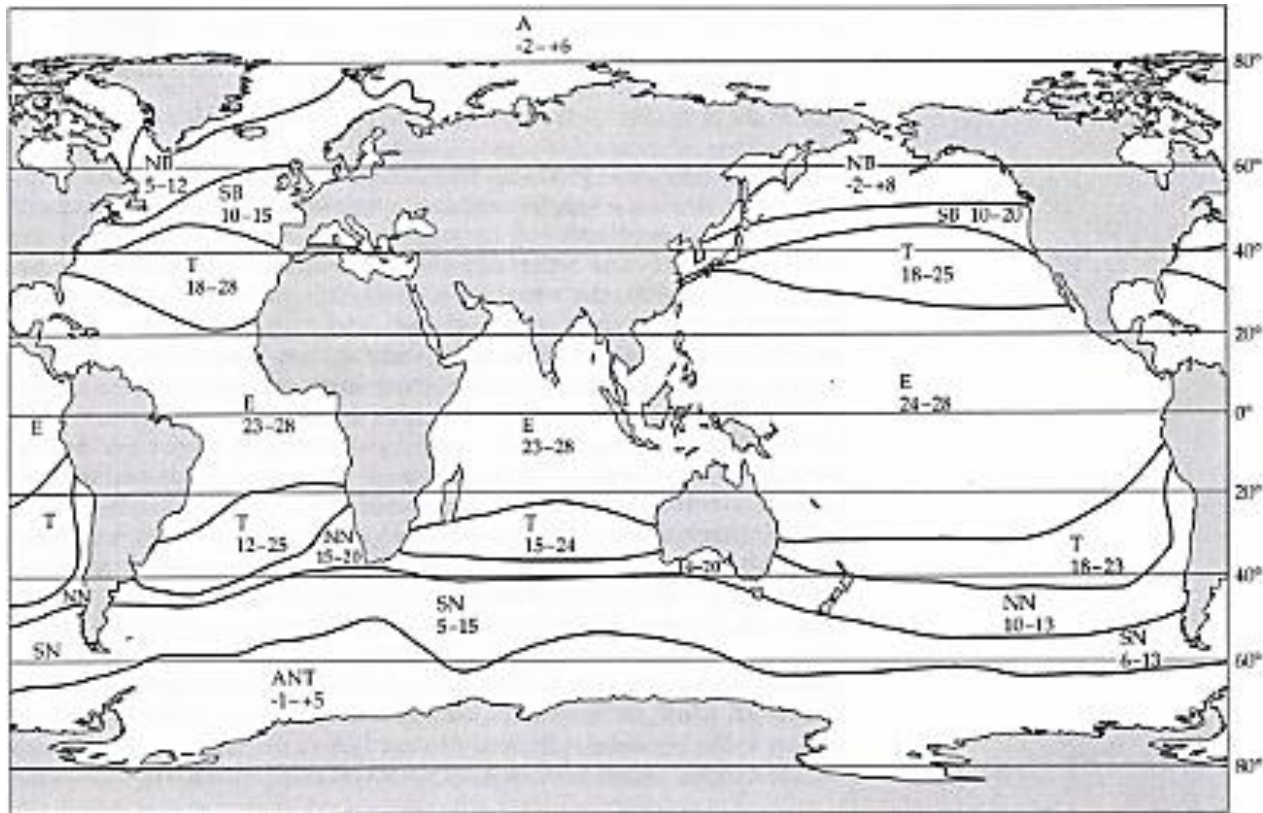 A
-2-+6
80°
NB
5-12
60°
NB
-2-+8
SB
10-15
SB 10-20
40°
T
18-28
T
18-25
20°
E
24-28
E
23-28
0°
E
E
23-28
20°
T
T
12-25
NN
15-20
T
15-24
T
18-23
16-20
40°
NN
SN
5-15
NN
10-13
SN
SN
6-13
60°
ANT
-1-+5
80°